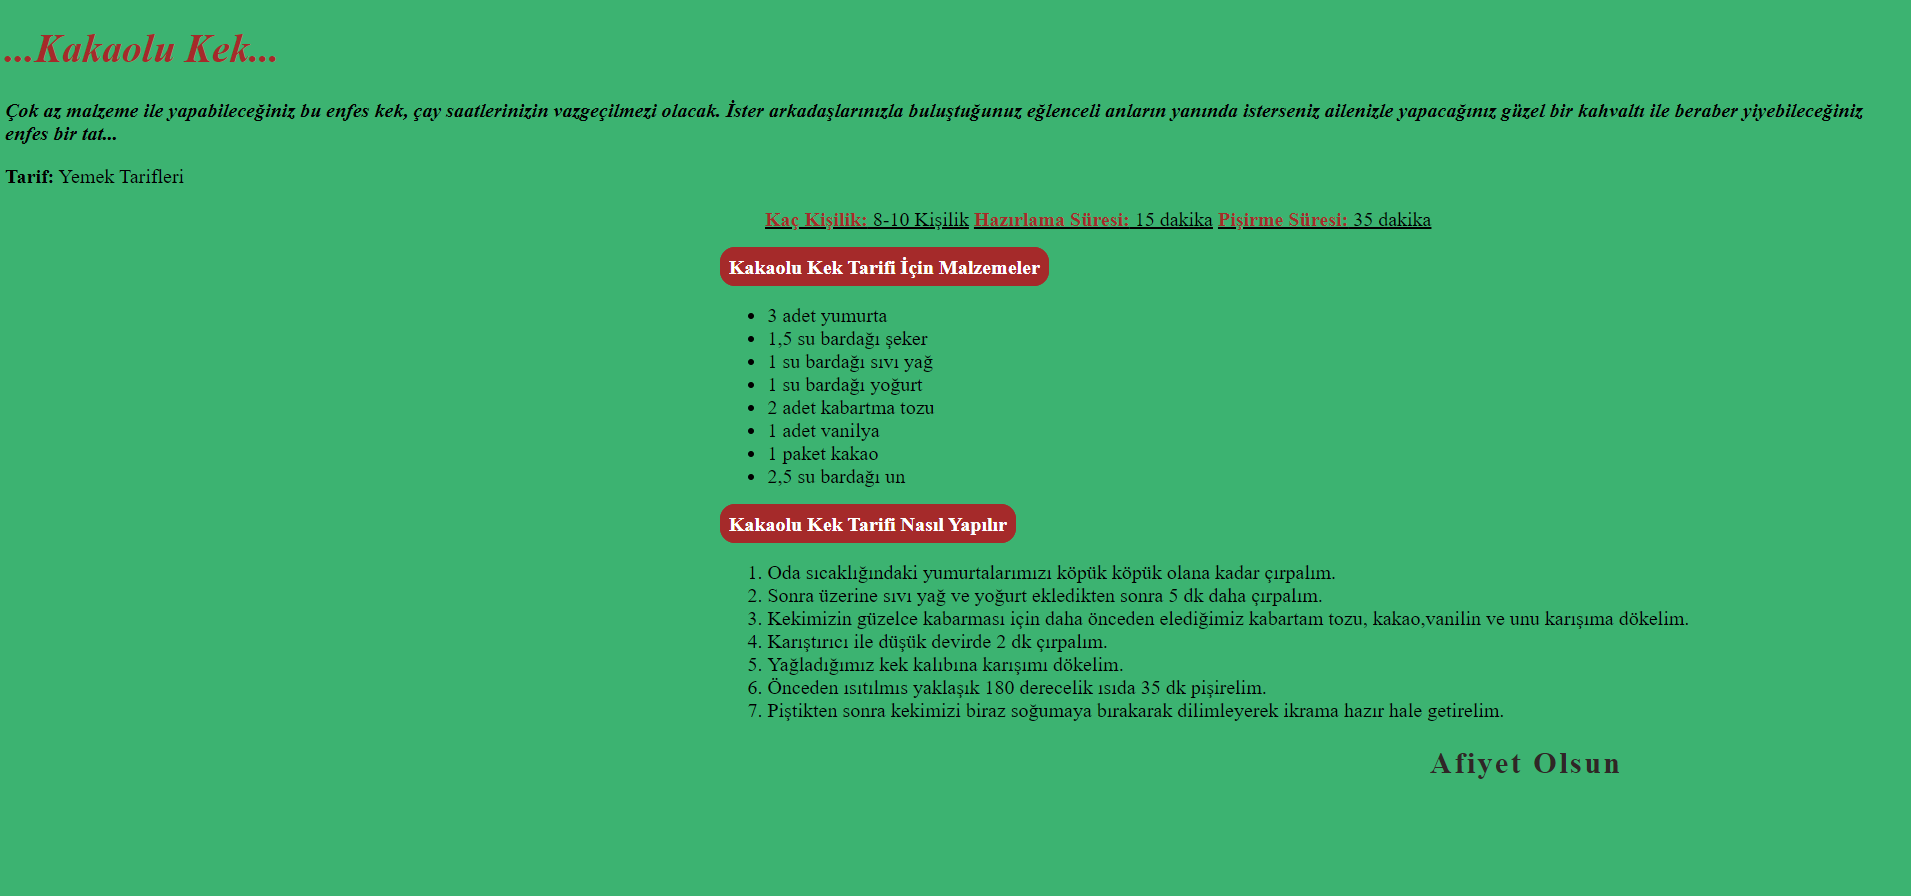 ...Kakaolu Kek...
Çok az malzeme ile yapabileceğiniz bu enfes kek, çay saatlerinizin vazgeçilmezi olacak. İster arkadaşlarınızla buluştuğunuz eğlenceli anların yanında isterseniz ailenizle yapacağınız güzel bir kahvaltı ile beraber yiyebileceğiniz
enfes bir tat...
Tarif: Yemek Tarifleri
Kaç Kişilik: 8-10 Kişilik Hazırlama Süresi: 15 dakika Pişirme Süresi: 35 dakika
Kakaolu Kek Tarifi İçin Malzemeler
• 3 adet yumurta
• 1,5 su bardağı şeker
• 1 su bardağı sıvı yağ
• 1 su bardağı yoğurt
• 2 adet kabartma tozu
• 1 adet vanilya
• 1 paket kakao
• 2,5 su bardağı un
Kakaolu Kek Tarifi Nasıl Yapılır
1. Oda sıcaklığındaki yumurtalarımızı köpük köpük olana kadar çırpalım.
2. Sonra üzerine sıvı yağ ve yoğurt ekledikten sonra 5 dk daha çırpalım.
3. Kekimizin güzelce kabarması için daha önceden elediğimiz kabartam tozu, kakao,vanilin ve unu karışıma dökelim.
4. Karıştırıcı ile düşük devirde 2 dk çırpalım.
5. Yağladığımız kek kalıbına karışımı dökelim.
6. Önceden ısıtılmıs yaklaşık 180 derecelik ısıda 35 dk pişirelim.
7. Piştikten sonra kekimizi biraz soğumaya bırakarak dilimleyerek ikrama hazır hale getirelim.
Afiyet Olsun